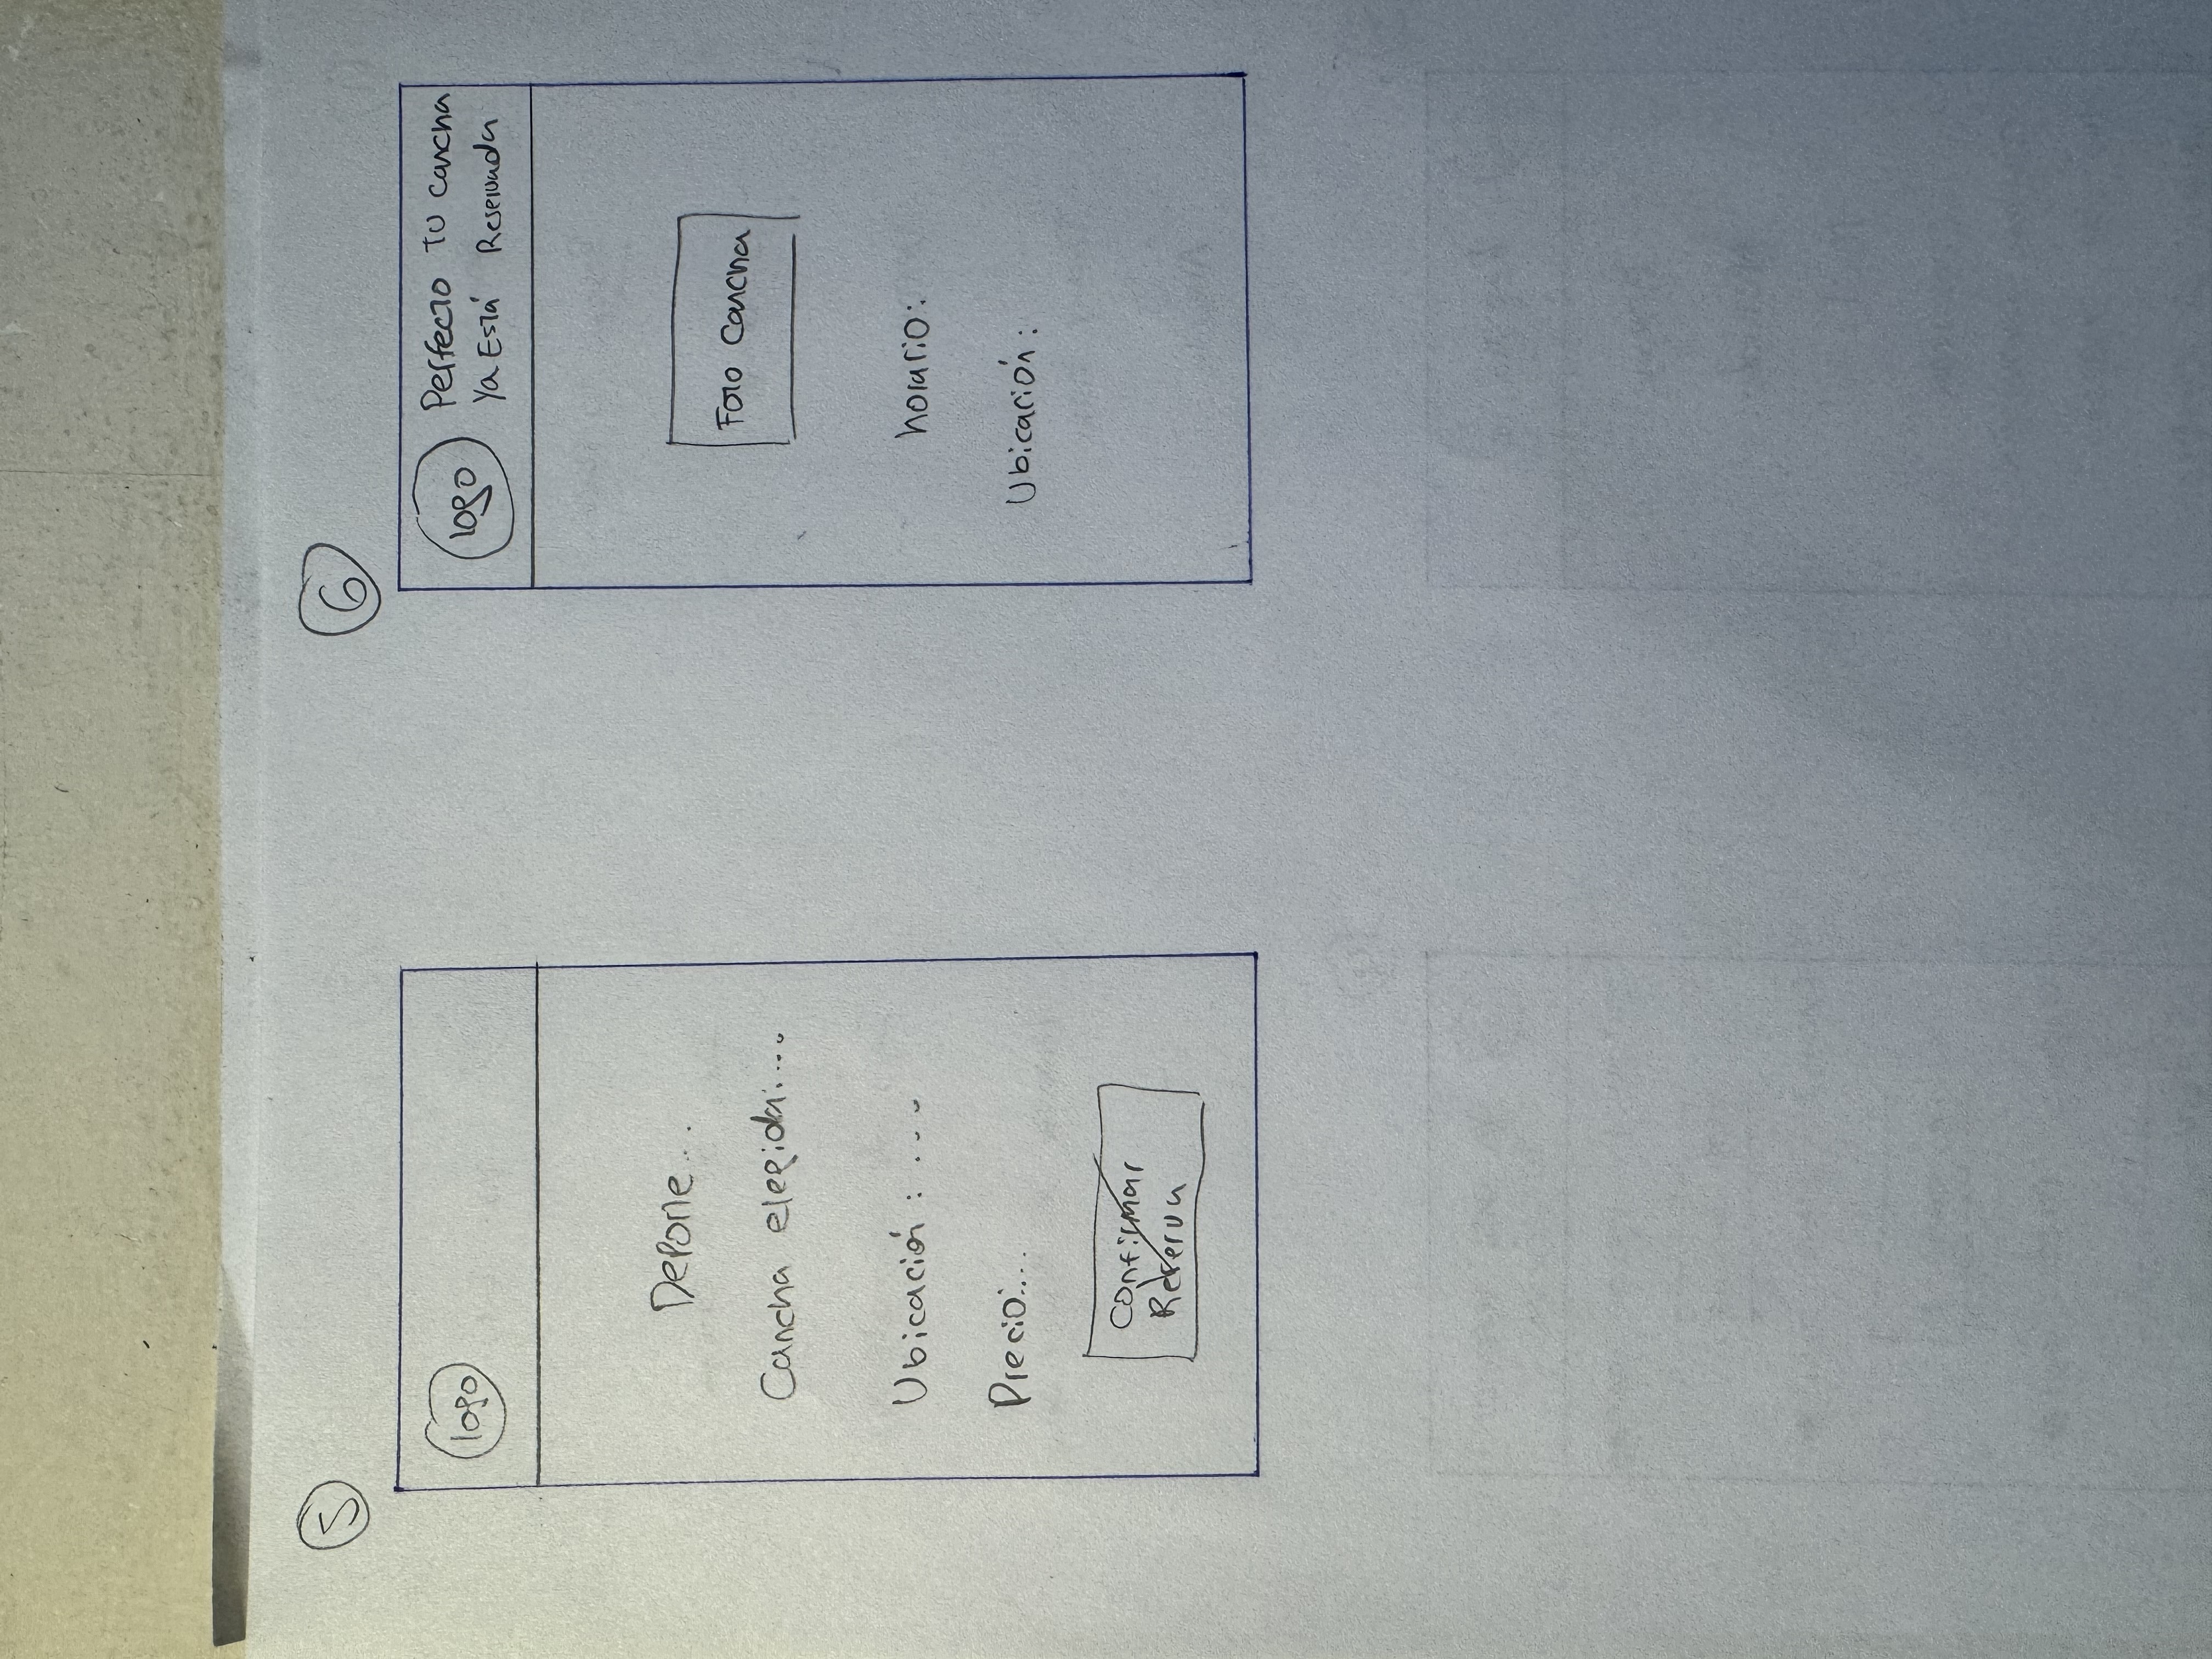 5
logo
Deporte...
Cancha elegida:...
Ubicación: ...
Precio:...
Confirmar
Reserva
6
logo
Perfecto Tu cancha
Ya Está Reservada
Foto Cancha
horario:
Ubicación: